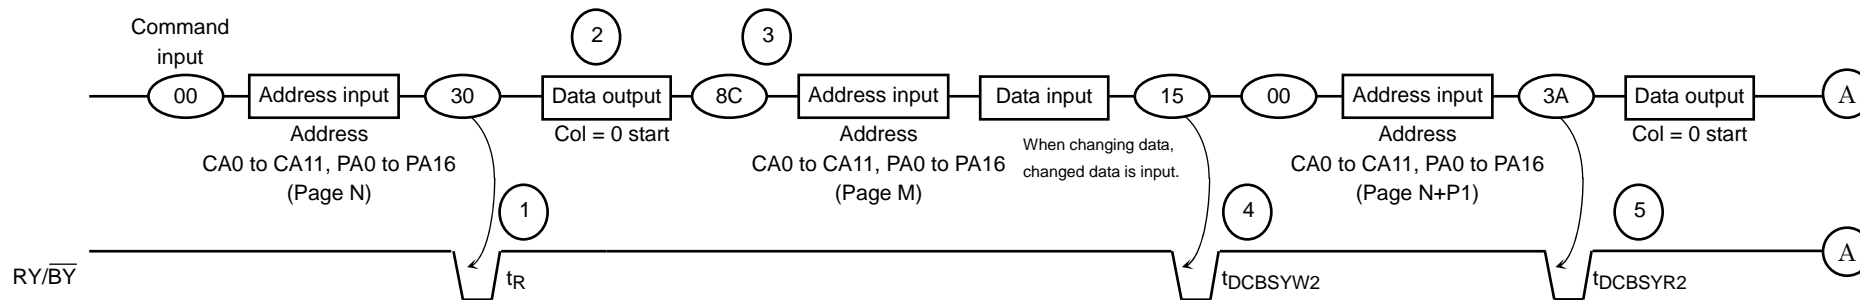 Command
input
2
3
00
Address input
30
Data output
8C
Address input
Data input
15
00
Address input
3A
Data output
A
Address
CA0 to CA11, PA0 to PA16
(Page N)
Col = 0 start
Address
CA0 to CA11, PA0 to PA16
(Page M)
When changing data,
changed data is input.
Address
CA0 to CA11, PA0 to PA16
(Page N+P1)
Col = 0 start
1
4
5
RY/BY
tR
tDCBSYW2
tDCBSYR2
A